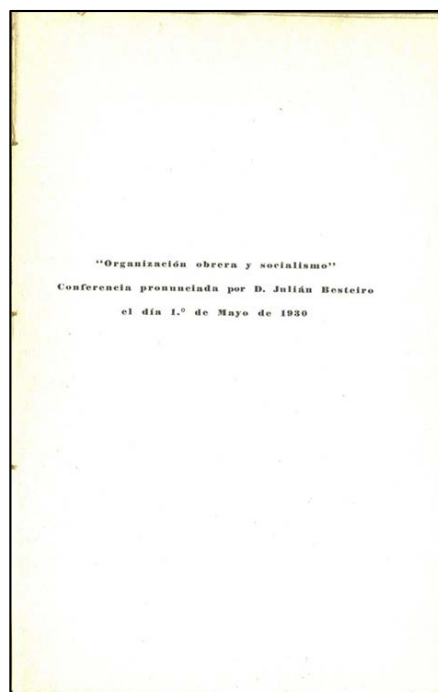 "Organización obrera y socialismo"
Conferencia pronunciada por D. Julián Besteiro
el día 1.º de Mayo de 1930